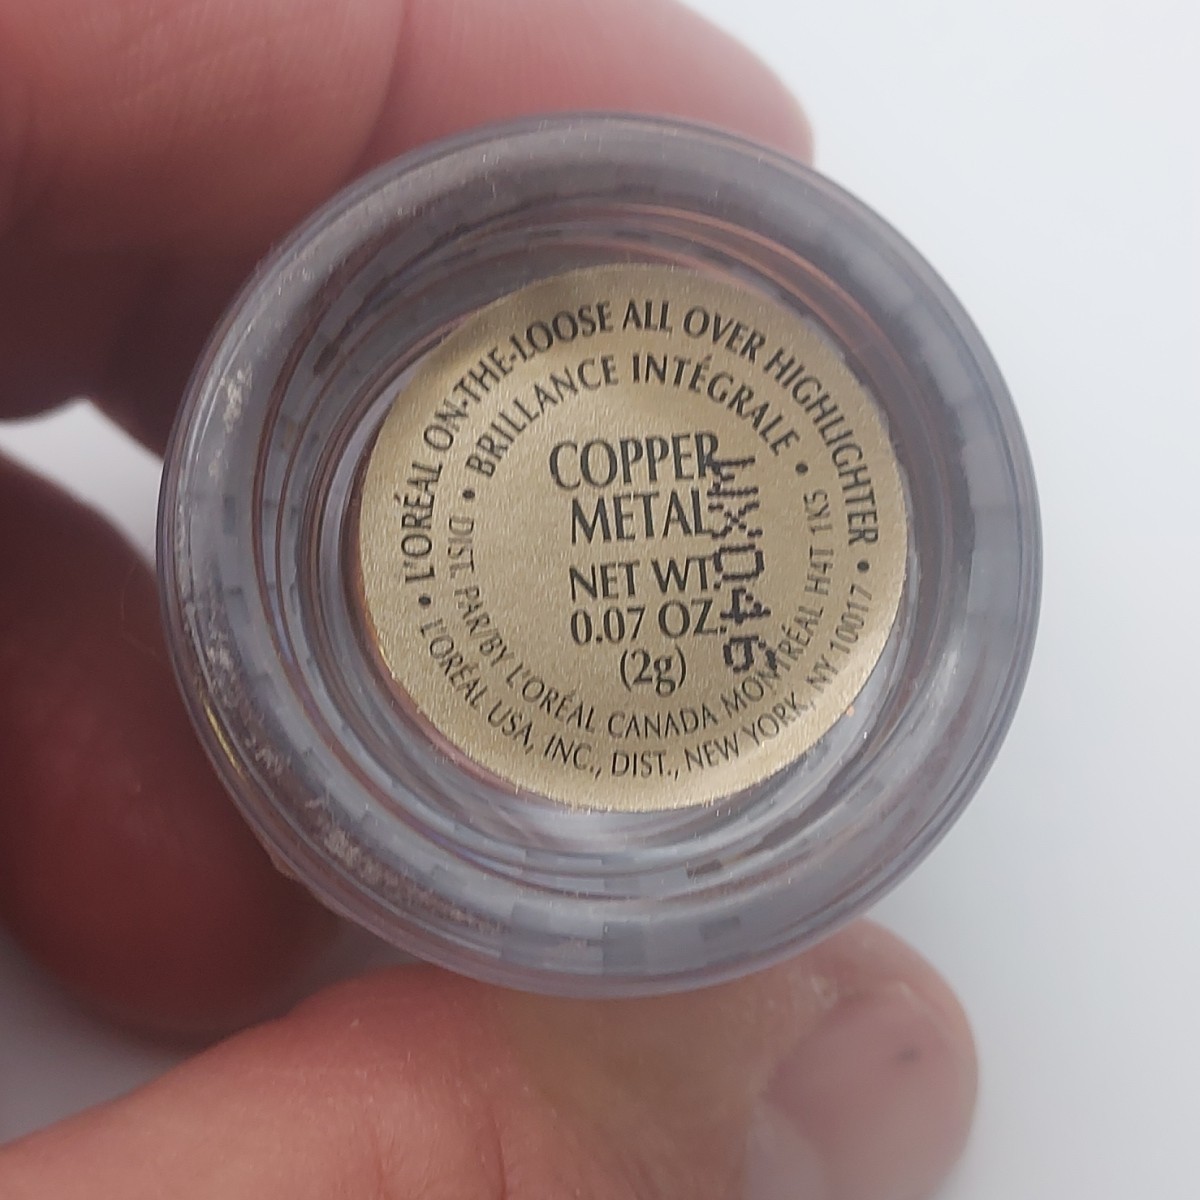 • L'ORÉAL ON-THE-LOOSE ALL OVER HIGHLIGHTER •
• BRILLANCE INTÉGRALE •
COPPER
METAL
NET WT.
0.07 OZ.
(2g)
DIST. PAR/BY L'ORÉAL CANADA MONTRÉAL H4T 1K5
L'ORÉAL USA, INC., DIST., NEW YORK, NY 10017